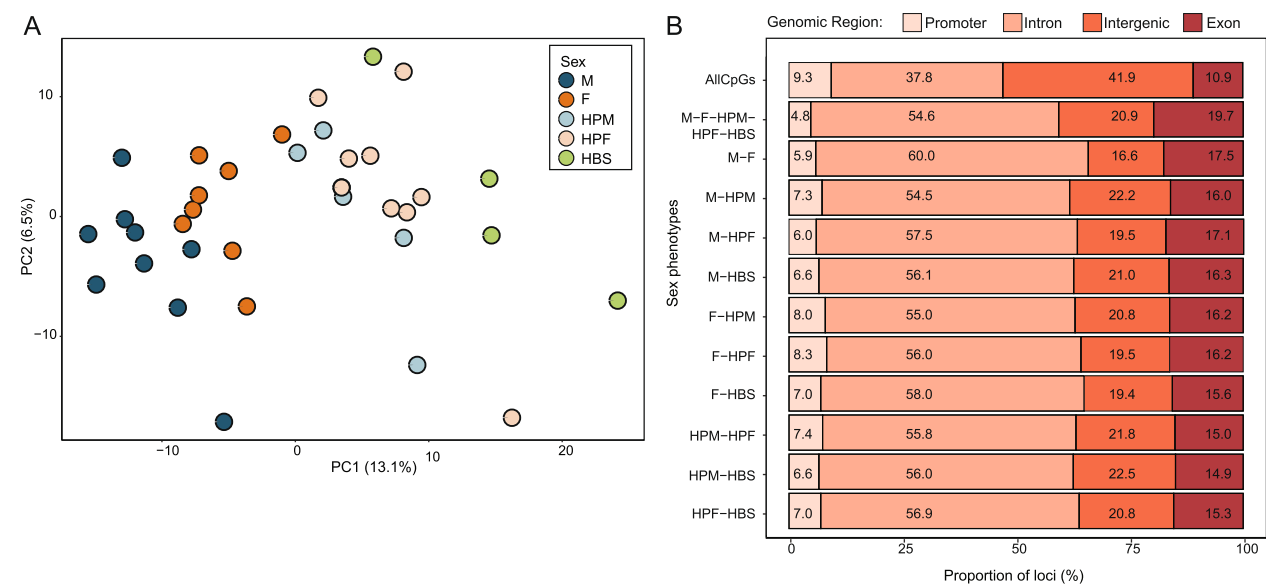 A
Sex
M
F
HPM
HPF
HBS
10
0
−10
PC2 (6.5%)
−10
0
10
20
PC1 (13.1%)
B
Genomic Region: Promoter Intron Intergenic Exon
AllCpGs 9.3 37.8 41.9 10.9
M−F−HPM−
HPF−HBS 4.8 54.6 20.9 19.7
M−F 5.9 60.0 16.6 17.5
M−HPM 7.3 54.5 22.2 16.0
M−HPF 6.0 57.5 19.5 17.1
M−HBS 6.6 56.1 21.0 16.3
F−HPM 8.0 55.0 20.8 16.2
F−HPF 8.3 56.0 19.5 16.2
F−HBS 7.0 58.0 19.4 15.6
HPM−HPF 7.4 55.8 21.8 15.0
HPM−HBS 6.6 56.0 22.5 14.9
HPF−HBS 7.0 56.9 20.8 15.3
Sex phenotypes
0 25 50 75 100
Proportion of loci (%)